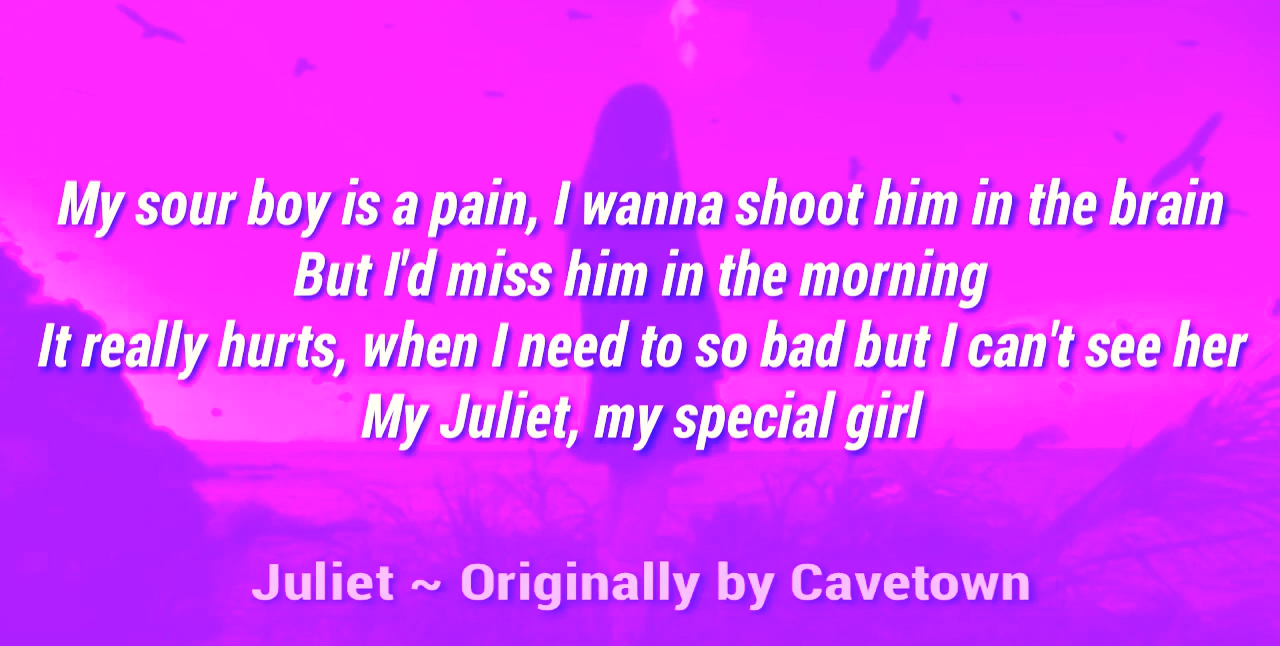 My sour boy is a pain, I wanna shoot him in the brain
But I'd miss him in the morning
It really hurts, when I need to so bad but I can't see her
My Juliet, my special girl
Juliet ~ Originally by Cavetown